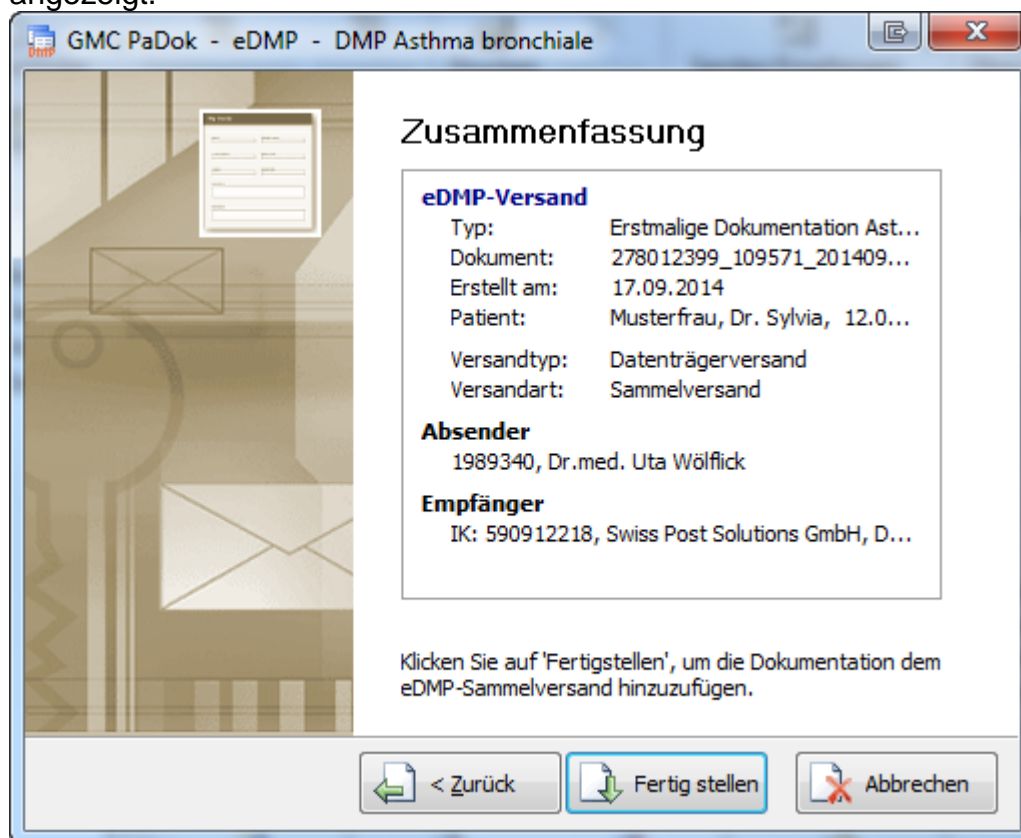 angezeigt.
GMC PaDok - eDMP - DMP Asthma bronchiale
Zusammenfassung
eDMP-Versand
Typ: Erstmalige Dokumentation Ast...
Dokument: 278012399_109571_201409...
Erstellt am: 17.09.2014
Patient: Musterfrau, Dr. Sylvia, 12.0...
Versandtyp: Datenträgerversand
Versandart: Sammelversand
Absender
1989340, Dr.med. Uta Wölflick
Empfänger
IK: 590912218, Swiss Post Solutions GmbH, D...
Klicken Sie auf 'Fertigstellen', um die Dokumentation dem
eDMP-Sammelversand hinzuzufügen.
< Zurück Fertig stellen Abbrechen